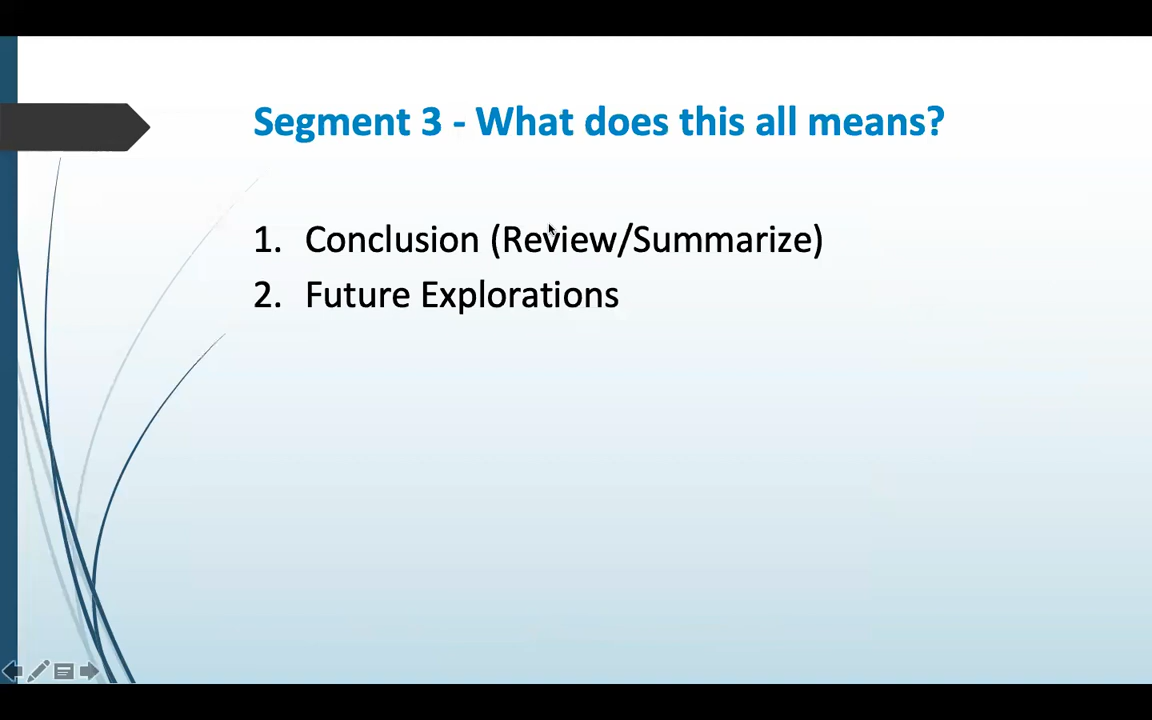 Segment 3 - What does this all means?
1. Conclusion (Review/Summarize)
2. Future Explorations